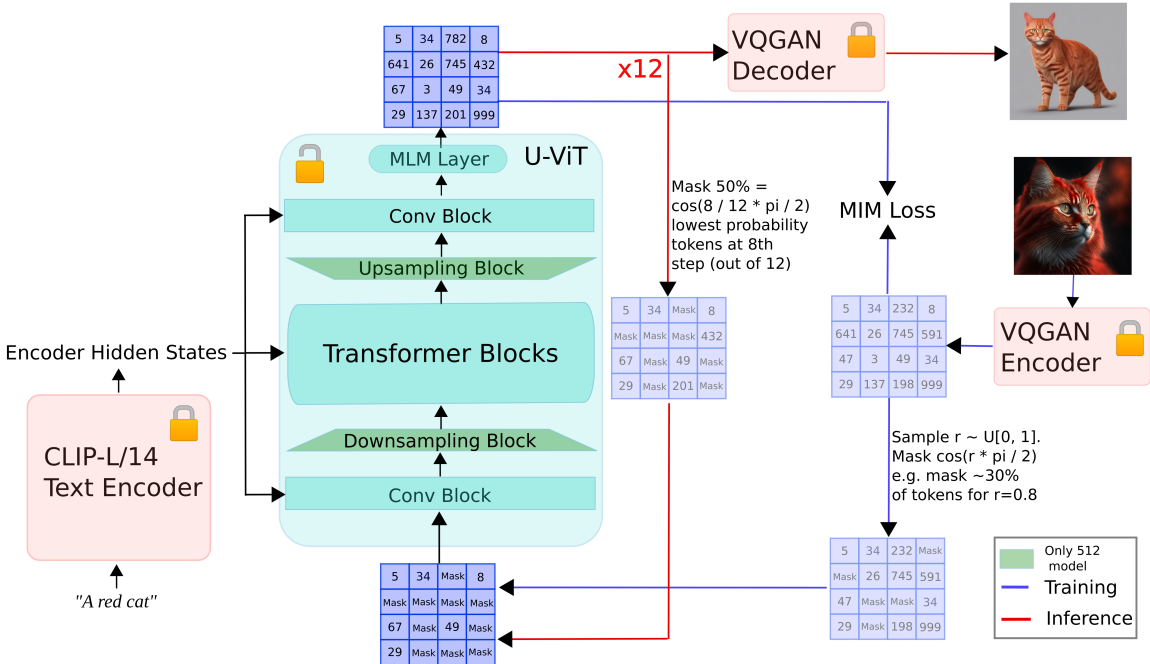 5 34 782 8
641 26 745 432
67 3 49 34
29 137 201 999
x12
VQGAN
Decoder
MLM Layer
U-ViT
Conv Block
Upsampling Block
Transformer Blocks
Downsampling Block
Conv Block
Mask 50% =
cos(8 / 12 * pi / 2)
lowest probability
tokens at 8th
step (out of 12)
MIM Loss
5 34 Mask 8
Mask Mask Mask 432
67 Mask 49 Mask
29 Mask 201 Mask
5 34 232 8
641 26 745 591
47 3 49 34
29 137 198 999
VQGAN
Encoder
Encoder Hidden States
CLIP-L/14
Text Encoder
"A red cat"
Sample r ~ U[0, 1].
Mask cos(r * pi / 2)
e.g. mask ~30%
of tokens for r=0.8
5 34 Mask 8
Mask Mask Mask Mask
67 Mask 49 Mask
29 Mask Mask Mask
5 34 232 Mask
Mask 26 745 591
47 Mask Mask 34
29 Mask 198 999
Only 512
model
Training
Inference